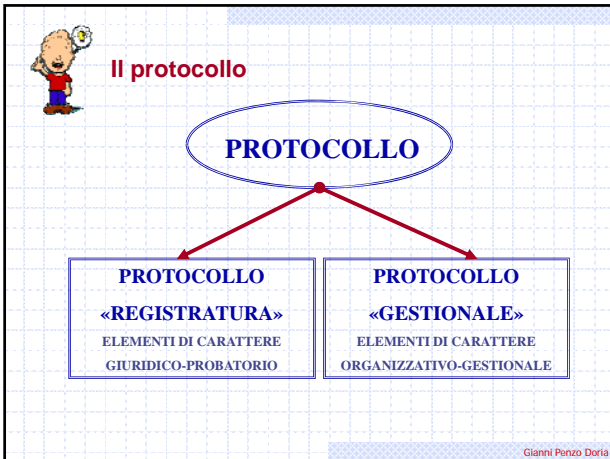 Il protocollo
PROTOCOLLO
PROTOCOLLO
«REGISTRATURA»
ELEMENTI DI CARATTERE
GIURIDICO-PROBATORIO
PROTOCOLLO
«GESTIONALE»
ELEMENTI DI CARATTERE
ORGANIZZATIVO-GESTIONALE
Gianni Penzo Doria